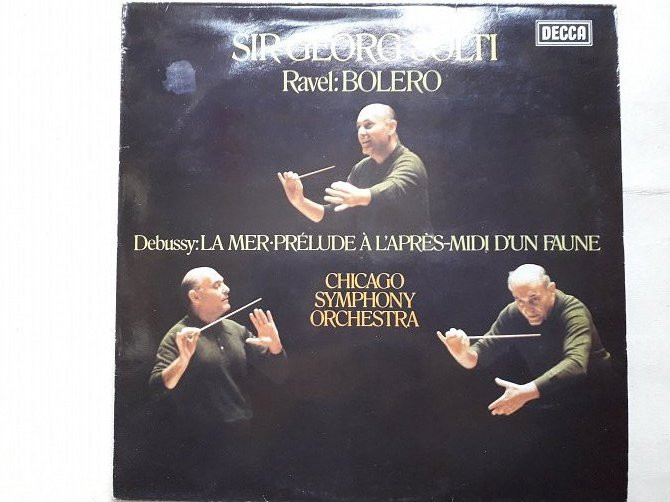 DECCA
SIR GEORG SOLTI
Ravel: BOLERO
Debussy: LA MER · PRÉLUDE À L'APRÈS-MIDI D'UN FAUNE
CHICAGO
SYMPHONY
ORCHESTRA